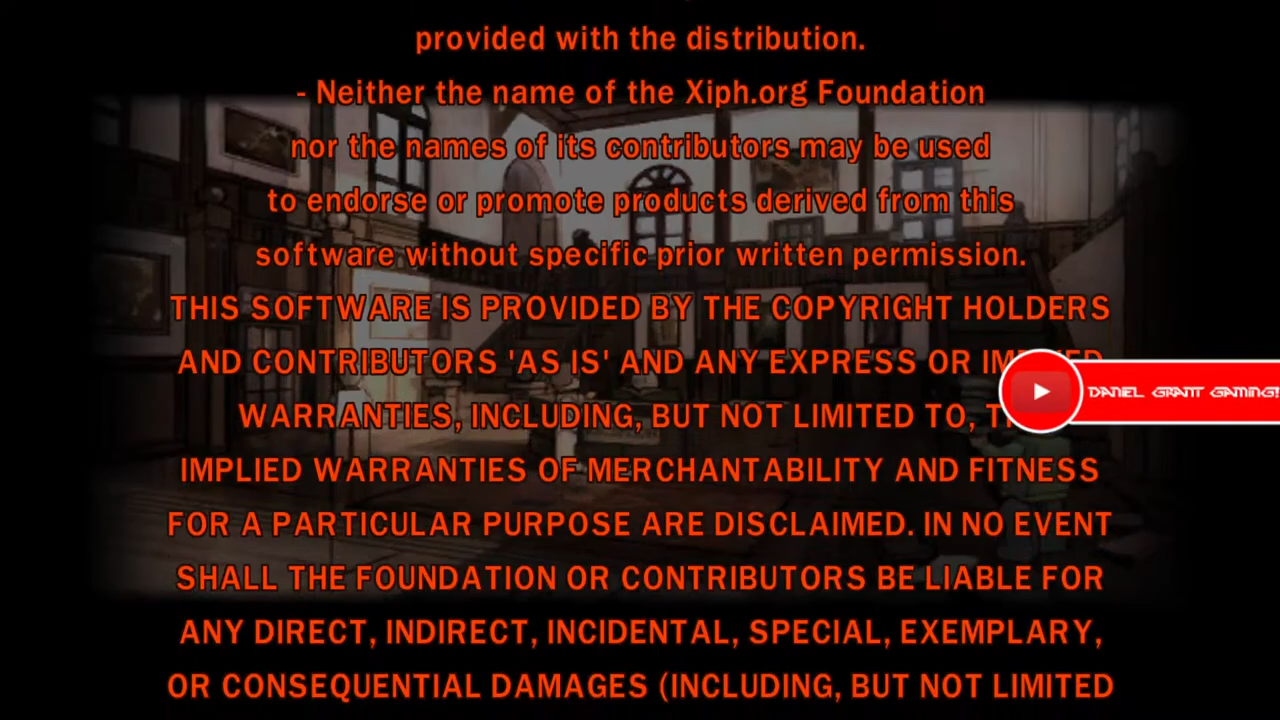 provided with the distribution.
- Neither the name of the Xiph.org Foundation
nor the names of its contributors may be used
to endorse or promote products derived from this
software without specific prior written permission.
THIS SOFTWARE IS PROVIDED BY THE COPYRIGHT HOLDERS
AND CONTRIBUTORS 'AS IS' AND ANY EXPRESS OR
DANIEL GRANT GAMING!
WARRANTIES, INCLUDING, BUT NOT LIMITED TO,
IMPLIED WARRANTIES OF MERCHANTABILITY AND FITNESS
FOR A PARTICULAR PURPOSE ARE DISCLAIMED. IN NO EVENT
SHALL THE FOUNDATION OR CONTRIBUTORS BE LIABLE FOR
ANY DIRECT, INDIRECT, INCIDENTAL, SPECIAL, EXEMPLARY,
OR CONSEQUENTIAL DAMAGES (INCLUDING, BUT NOT LIMITED